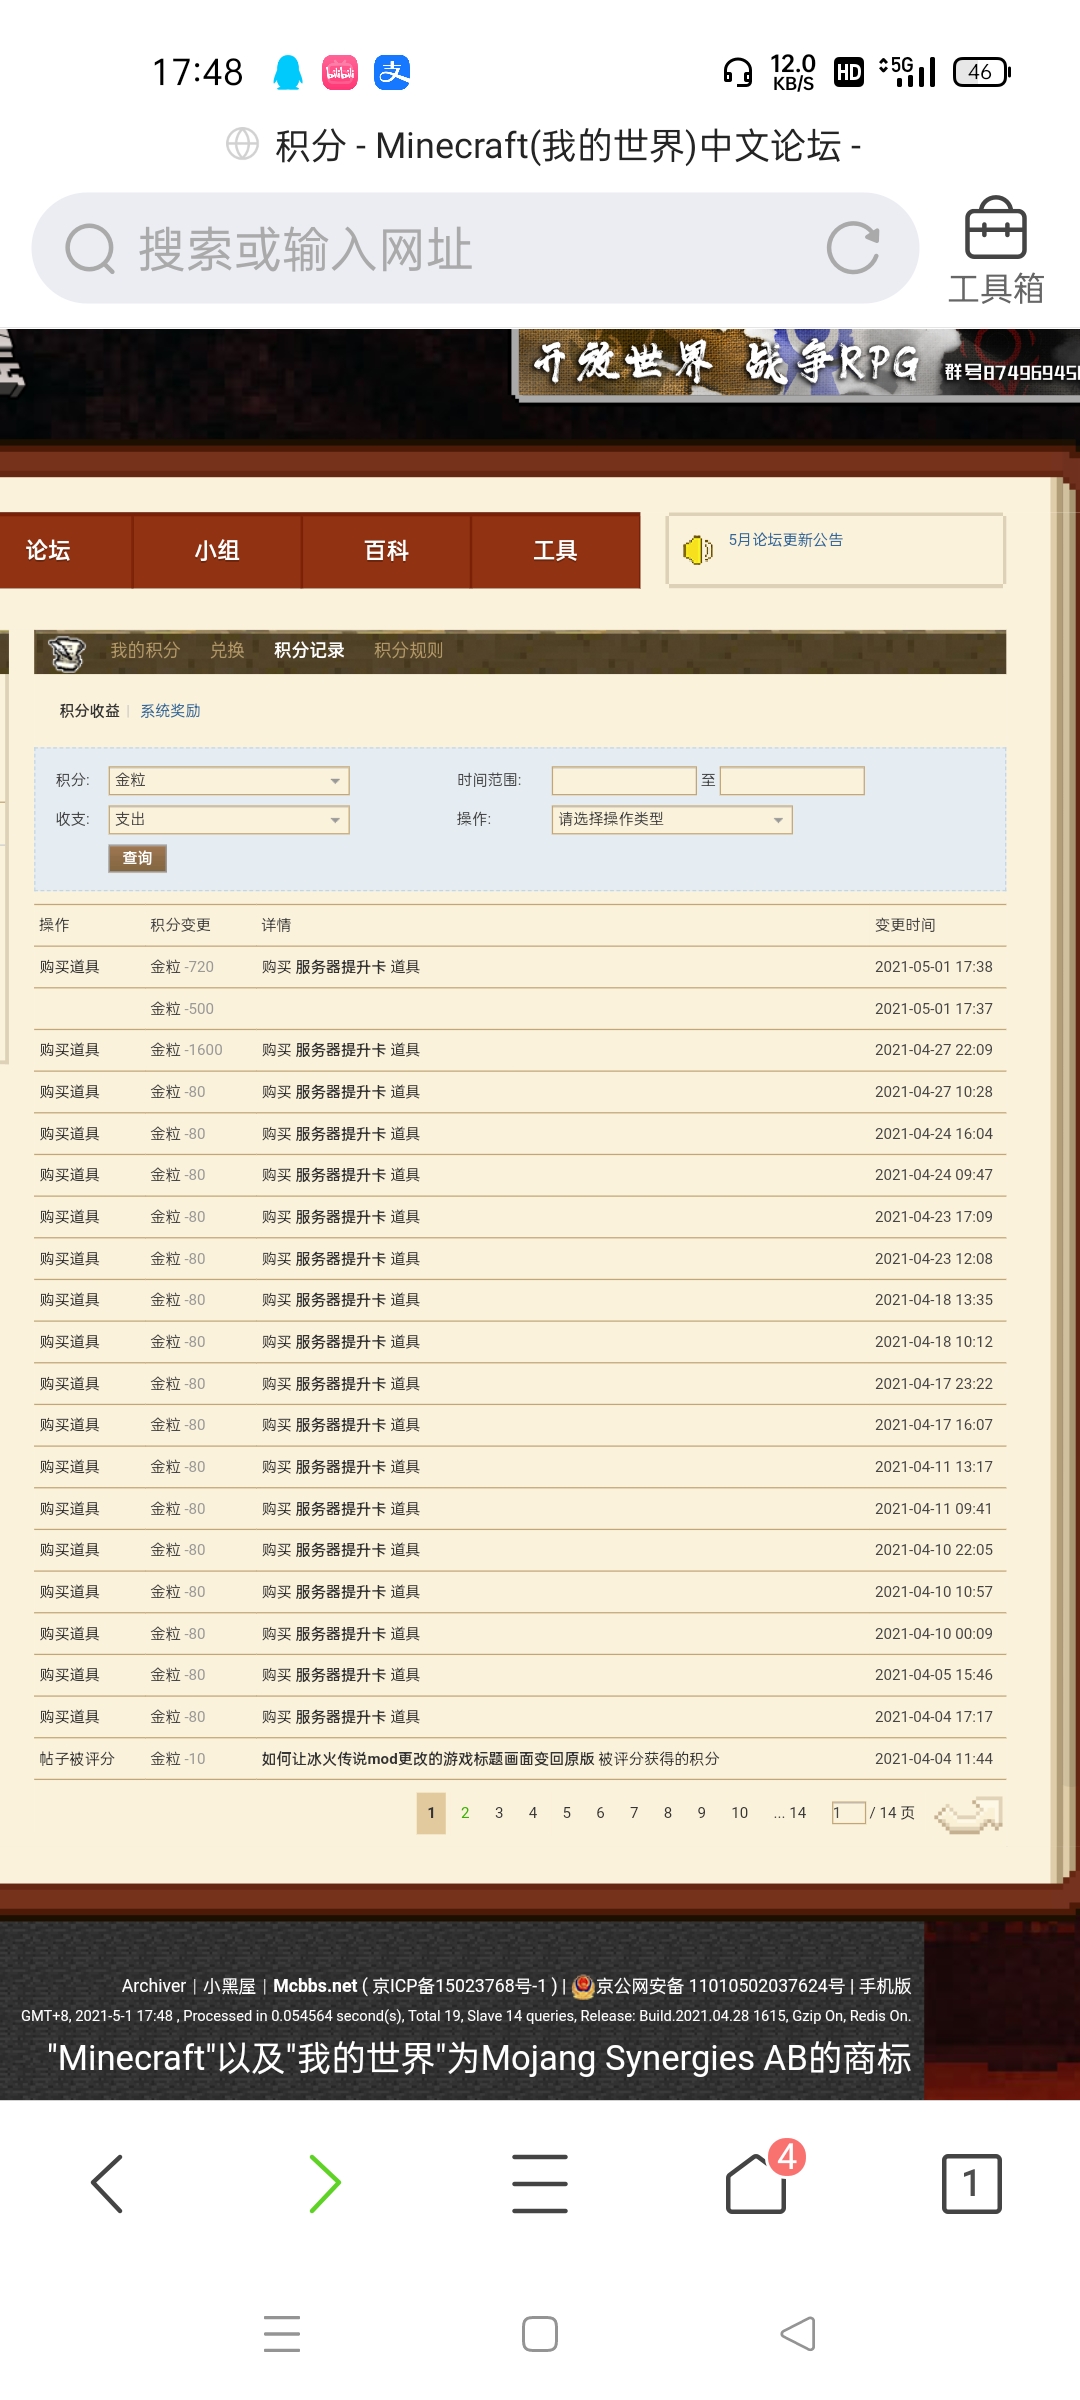 17:48 bilibili 支 12.0 KB/S HD 5G 46
积分 - Minecraft(我的世界)中文论坛 -
搜索或输入网址
工具箱
开放世界 战争RPG 群号87496945
论坛 小组 百科 工具
5月论坛更新公告
我的积分 兑换 积分记录 积分规则
积分收益 | 系统奖励
积分: 金粒 时间范围: 至
收支: 支出 操作: 请选择操作类型
查询
操作 积分变更 详情 变更时间
购买道具 金粒 -720 购买 服务器提升卡 道具 2021-05-01 17:38
金粒 -500 2021-05-01 17:37
购买道具 金粒 -1600 购买 服务器提升卡 道具 2021-04-27 22:09
购买道具 金粒 -80 购买 服务器提升卡 道具 2021-04-27 10:28
购买道具 金粒 -80 购买 服务器提升卡 道具 2021-04-24 16:04
购买道具 金粒 -80 购买 服务器提升卡 道具 2021-04-24 09:47
购买道具 金粒 -80 购买 服务器提升卡 道具 2021-04-23 17:09
购买道具 金粒 -80 购买 服务器提升卡 道具 2021-04-23 12:08
购买道具 金粒 -80 购买 服务器提升卡 道具 2021-04-18 13:35
购买道具 金粒 -80 购买 服务器提升卡 道具 2021-04-18 10:12
购买道具 金粒 -80 购买 服务器提升卡 道具 2021-04-17 23:22
购买道具 金粒 -80 购买 服务器提升卡 道具 2021-04-17 16:07
购买道具 金粒 -80 购买 服务器提升卡 道具 2021-04-11 13:17
购买道具 金粒 -80 购买 服务器提升卡 道具 2021-04-11 09:41
购买道具 金粒 -80 购买 服务器提升卡 道具 2021-04-10 22:05
购买道具 金粒 -80 购买 服务器提升卡 道具 2021-04-10 10:57
购买道具 金粒 -80 购买 服务器提升卡 道具 2021-04-10 00:09
购买道具 金粒 -80 购买 服务器提升卡 道具 2021-04-05 15:46
购买道具 金粒 -80 购买 服务器提升卡 道具 2021-04-04 17:17
帖子被评分 金粒 -10 如何让冰火传说mod更改的游戏标题画面变回原版 被评分获得的积分 2021-04-04 11:44
1 2 3 4 5 6 7 8 9 10 ... 14 1 / 14 页
Archiver | 小黑屋 | Mcbbs.net ( 京ICP备15023768号-1 ) | 京公网安备 11010502037624号 | 手机版
GMT+8, 2021-5-1 17:48 , Processed in 0.054564 second(s), Total 19, Slave 14 queries, Release: Build.2021.04.28 1615, Gzip On, Redis On.
"Minecraft"以及"我的世界"为Mojang Synergies AB的商标
4
1